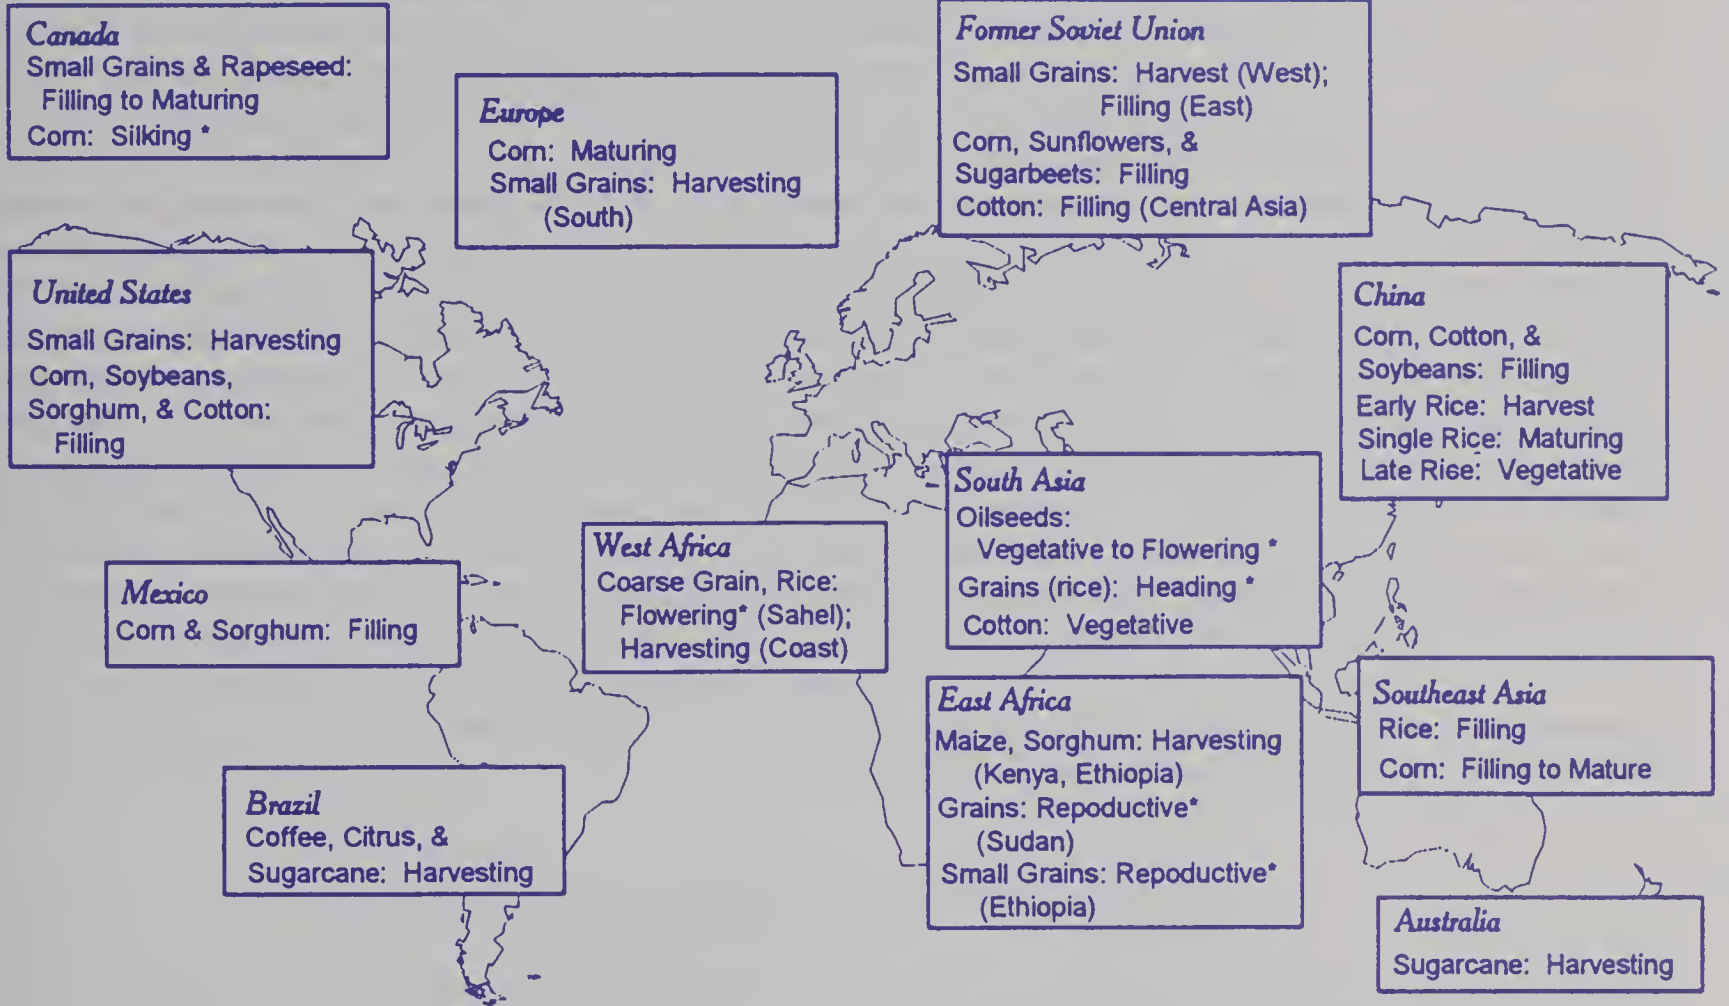 Canada
Small Grains & Rapeseed:
Filling to Maturing
Corn: Silking *
Europe
Corn: Maturing
Small Grains: Harvesting
(South)
Former Soviet Union
Small Grains: Harvest (West);
Filling (East)
Corn, Sunflowers, &
Sugarbeets: Filling
Cotton: Filling (Central Asia)
United States
Small Grains: Harvesting
Corn, Soybeans,
Sorghum, & Cotton:
Filling
China
Corn, Cotton, &
Soybeans: Filling
Early Rice: Harvest
Single Rice: Maturing
Late Rise: Vegetative
South Asia
Oilseeds:
Vegetative to Flowering *
Grains (rice): Heading *
Cotton: Vegetative
West Africa
Coarse Grain, Rice:
Flowering* (Sahel);
Harvesting (Coast)
Mexico
Corn & Sorghum: Filling
East Africa
Maize, Sorghum: Harvesting
(Kenya, Ethiopia)
Grains: Repoductive*
(Sudan)
Small Grains: Repoductive*
(Ethiopia)
Southeast Asia
Rice: Filling
Corn: Filling to Mature
Brazil
Coffee, Citrus, &
Sugarcane: Harvesting
Australia
Sugarcane: Harvesting